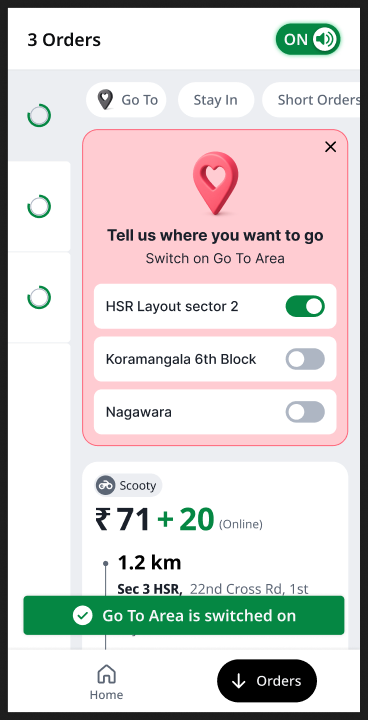 3 Orders
ON
Go To
Stay In
Short Orders
Tell us where you want to go
Switch on Go To Area
HSR Layout sector 2
Koramangala 6th Block
Nagawara
Scooty
₹ 71 + 20 (Online)
1.2 km
Sec 3 HSR, 22nd Cross Rd, 1st
Go To Area is switched on
Home
Orders